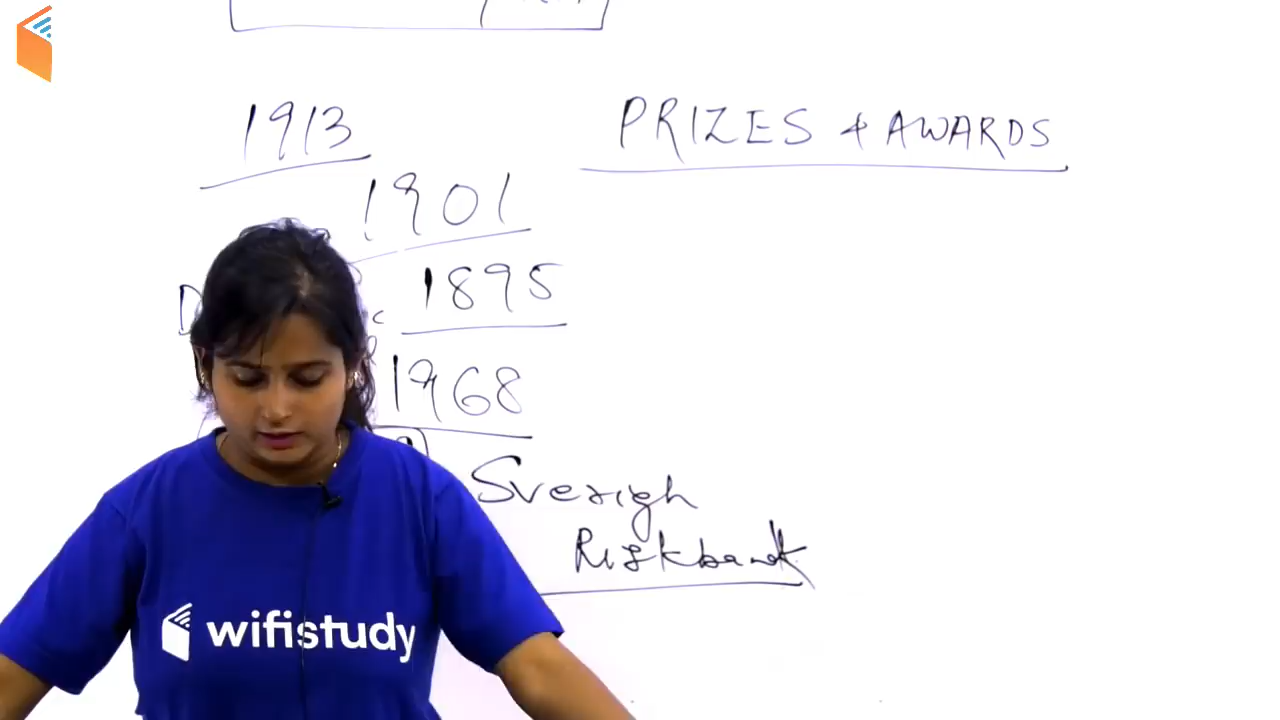 1913
PRIZES & AWARDS
1901
D
1895
1968
Sverigh
Riskbank
wifistudy